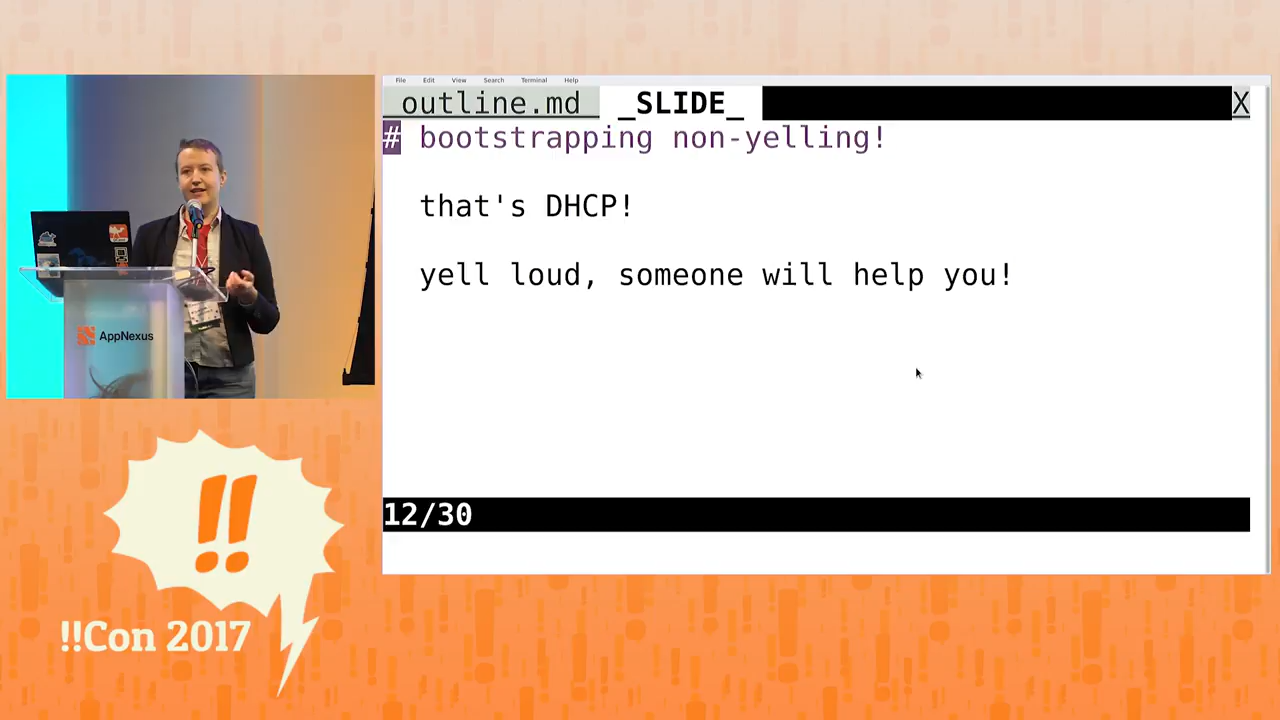 File Edit View Search Terminal Help
outline.md _SLIDE_ X
# bootstrapping non-yelling!
that's DHCP!
yell loud, someone will help you!
12/30
AppNexus
!!
!!Con 2017